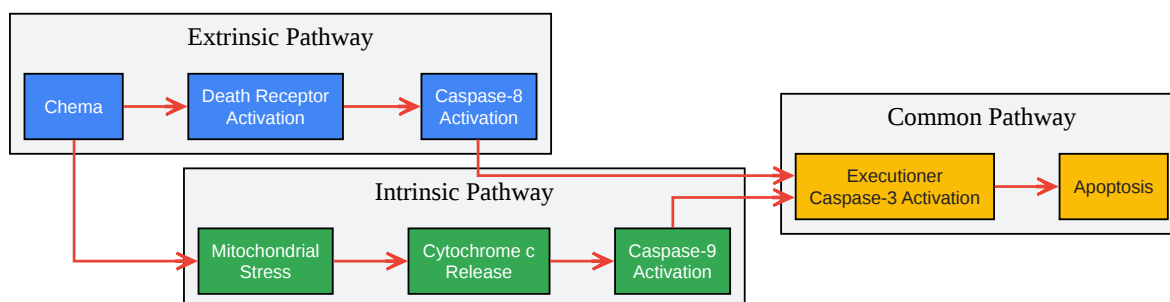 Extrinsic Pathway
Chema
Death Receptor
Activation
Caspase-8
Activation
Intrinsic Pathway
Mitochondrial
Stress
Cytochrome c
Release
Caspase-9
Activation
Common Pathway
Executioner
Caspase-3 Activation
Apoptosis